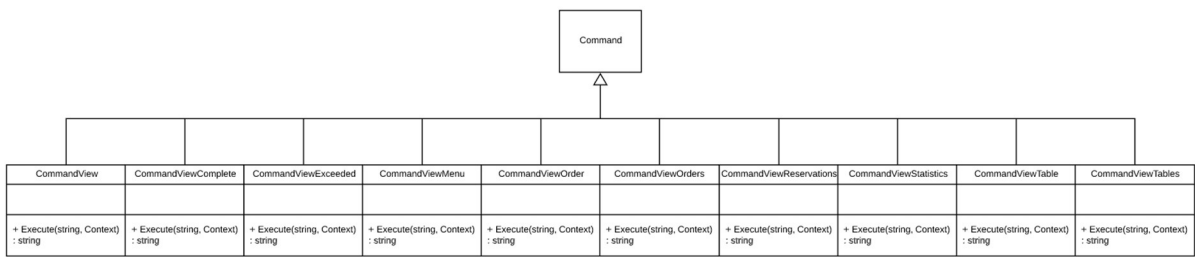 Command
CommandView
CommandViewComplete
CommandViewExceeded
CommandViewMenu
CommandViewOrder
CommandViewOrders
CommandViewReservations
CommandViewStatistics
CommandViewTable
CommandViewTables
+ Execute(string, Context)
: string
+ Execute(string, Context)
: string
+ Execute(string, Context)
: string
+ Execute(string, Context)
: string
+ Execute(string, Context)
: string
+ Execute(string, Context)
: string
+ Execute(string, Context)
: string
+ Execute(string, Context)
: string
+ Execute(string, Context)
: string
+ Execute(string, Context)
: string